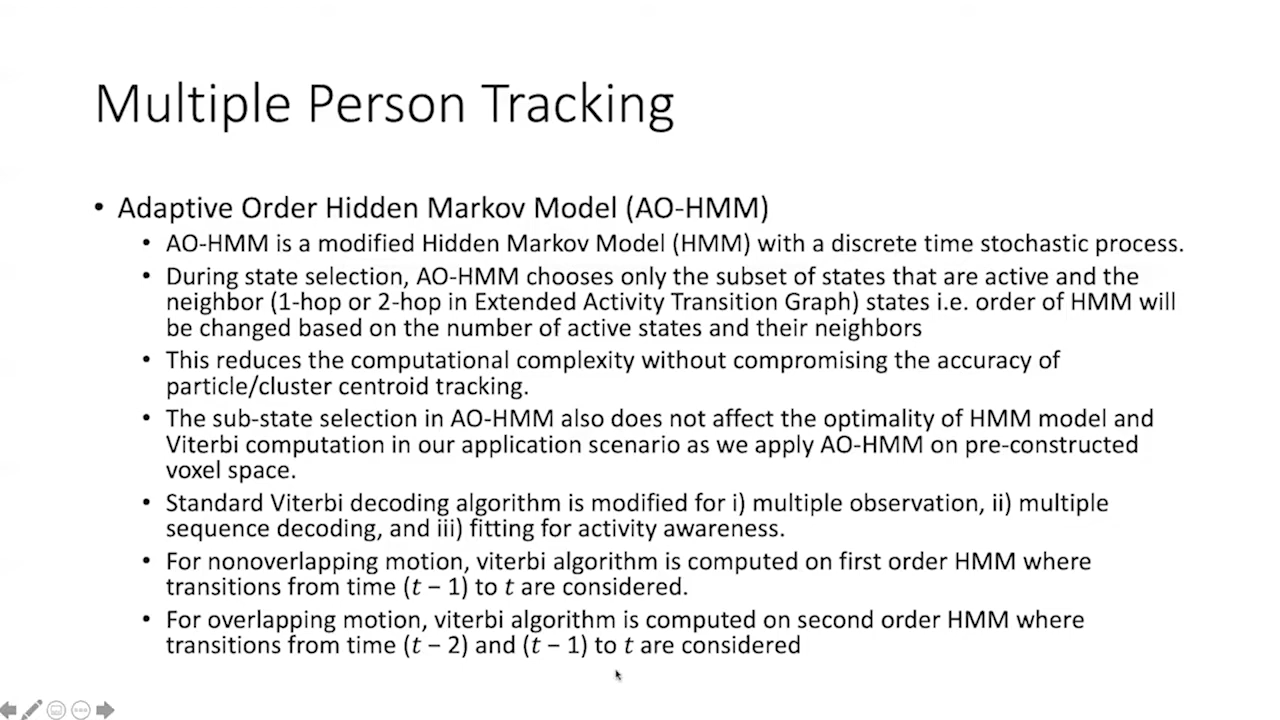 Multiple Person Tracking
• Adaptive Order Hidden Markov Model (AO-HMM)
• AO-HMM is a modified Hidden Markov Model (HMM) with a discrete time stochastic process.
• During state selection, AO-HMM chooses only the subset of states that are active and the
neighbor (1-hop or 2-hop in Extended Activity Transition Graph) states i.e. order of HMM will
be changed based on the number of active states and their neighbors
• This reduces the computational complexity without compromising the accuracy of
particle/cluster centroid tracking.
• The sub-state selection in AO-HMM also does not affect the optimality of HMM model and
Viterbi computation in our application scenario as we apply AO-HMM on pre-constructed
voxel space.
• Standard Viterbi decoding algorithm is modified for i) multiple observation, ii) multiple
sequence decoding, and iii) fitting for activity awareness.
• For nonoverlapping motion, viterbi algorithm is computed on first order HMM where
transitions from time (t − 1) to t are considered.
• For overlapping motion, viterbi algorithm is computed on second order HMM where
transitions from time (t − 2) and (t − 1) to t are considered